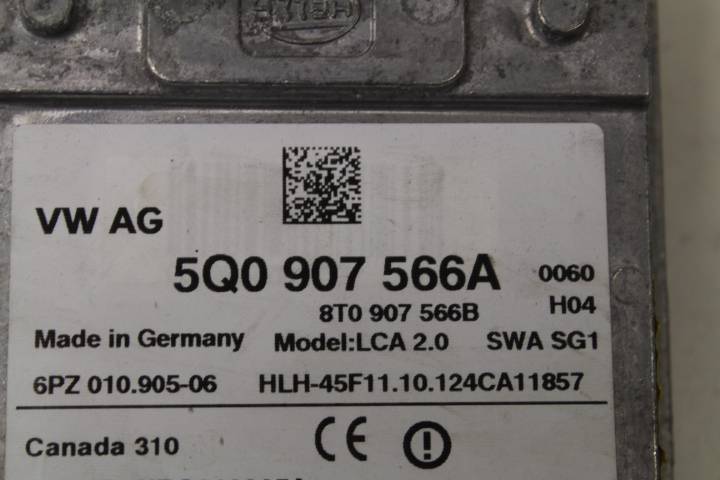 HELLA
VW AG
5Q0 907 566A 0060
8T0 907 566B H04
Made in Germany Model:LCA 2.0 SWA SG1
6PZ 010.905-06 HLH-45F11.10.124CA11857
Canada 310 CE